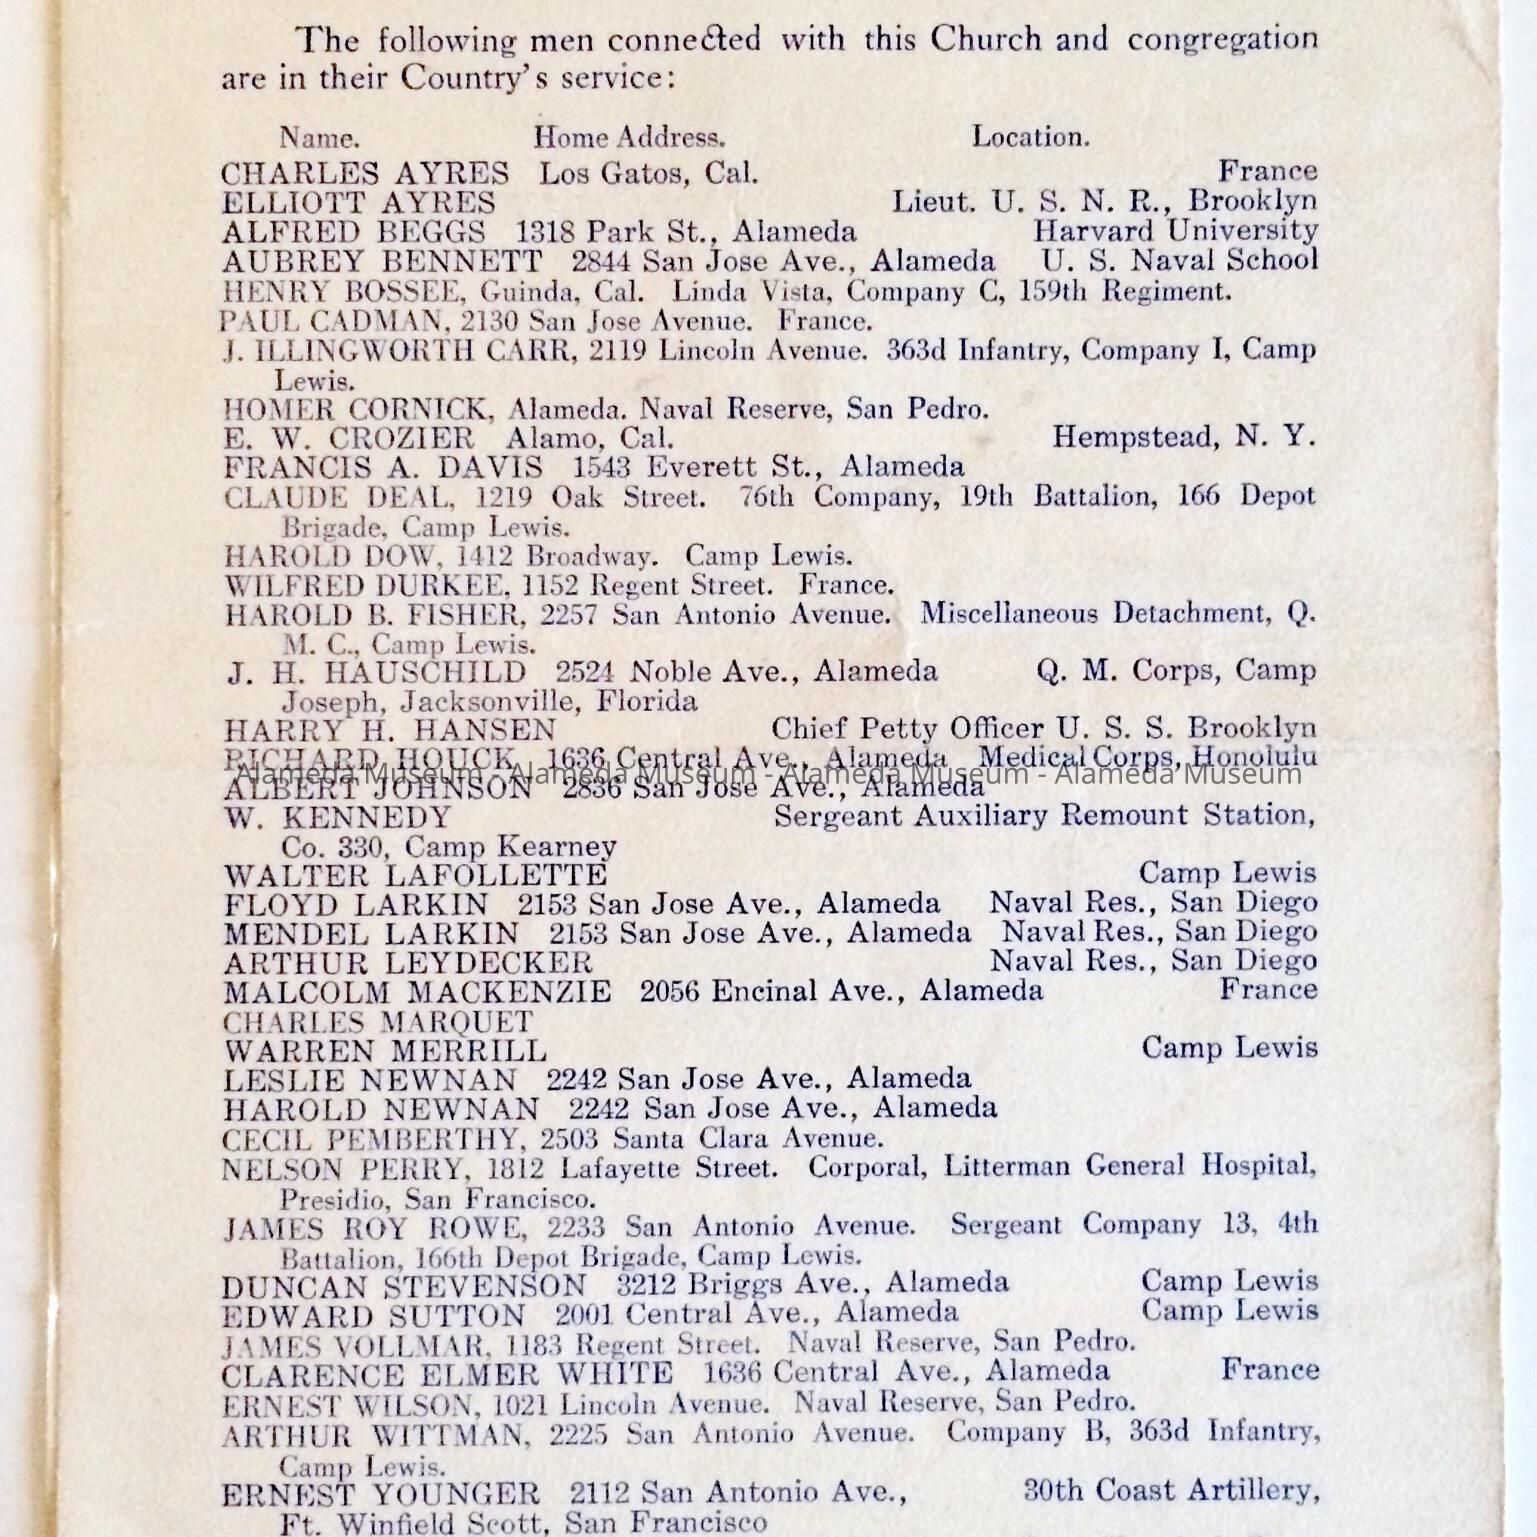 The following men connected with this Church and congregation
are in their Country's service:
Name. Home Address. Location.
CHARLES AYRES Los Gatos, Cal. France
ELLIOTT AYRES Lieut. U. S. N. R., Brooklyn
ALFRED BEGGS 1318 Park St., Alameda Harvard University
AUBREY BENNETT 2844 San Jose Ave., Alameda U. S. Naval School
HENRY BOSSEE, Guinda, Cal. Linda Vista, Company C, 159th Regiment.
PAUL CADMAN, 2130 San Jose Avenue. France.
J. ILLINGWORTH CARR, 2119 Lincoln Avenue. 363d Infantry, Company I, Camp
Lewis.
HOMER CORNICK, Alameda. Naval Reserve, San Pedro.
E. W. CROZIER Alamo, Cal. Hempstead, N. Y.
FRANCIS A. DAVIS 1543 Everett St., Alameda
CLAUDE DEAL, 1219 Oak Street. 76th Company, 19th Battalion, 166 Depot
Brigade, Camp Lewis.
HAROLD DOW, 1412 Broadway. Camp Lewis.
WILFRED DURKEE, 1152 Regent Street. France.
HAROLD B. FISHER, 2257 San Antonio Avenue. Miscellaneous Detachment, Q.
M. C., Camp Lewis.
J. H. HAUSCHILD 2524 Noble Ave., Alameda Q. M. Corps, Camp
Joseph, Jacksonville, Florida
HARRY H. HANSEN Chief Petty Officer U. S. S. Brooklyn
RICHARD HOUCK 1636 Central Ave., Alameda Medical Corps, Honolulu
Alameda Museum - Alameda Museum - Alameda Museum - Alameda Museum
ALBERT JOHNSON 2836 San Jose Ave., Alameda
W. KENNEDY Sergeant Auxiliary Remount Station,
Co. 330, Camp Kearney
WALTER LAFOLLETTE Camp Lewis
FLOYD LARKIN 2153 San Jose Ave., Alameda Naval Res., San Diego
MENDEL LARKIN 2153 San Jose Ave., Alameda Naval Res., San Diego
ARTHUR LEYDECKER Naval Res., San Diego
MALCOLM MACKENZIE 2056 Encinal Ave., Alameda France
CHARLES MARQUET
WARREN MERRILL Camp Lewis
LESLIE NEWNAN 2242 San Jose Ave., Alameda
HAROLD NEWNAN 2242 San Jose Ave., Alameda
CECIL PEMBERTHY, 2503 Santa Clara Avenue.
NELSON PERRY, 1812 Lafayette Street. Corporal, Litterman General Hospital,
Presidio, San Francisco.
JAMES ROY ROWE, 2233 San Antonio Avenue. Sergeant Company 13, 4th
Battalion, 166th Depot Brigade, Camp Lewis.
DUNCAN STEVENSON 3212 Briggs Ave., Alameda Camp Lewis
EDWARD SUTTON 2001 Central Ave., Alameda Camp Lewis
JAMES VOLLMAR, 1183 Regent Street. Naval Reserve, San Pedro.
CLARENCE ELMER WHITE 1636 Central Ave., Alameda France
ERNEST WILSON, 1021 Lincoln Avenue. Naval Reserve, San Pedro.
ARTHUR WITTMAN, 2225 San Antonio Avenue. Company B, 363d Infantry,
Camp Lewis.
ERNEST YOUNGER 2112 San Antonio Ave., 30th Coast Artillery,
Ft. Winfield Scott, San Francisco